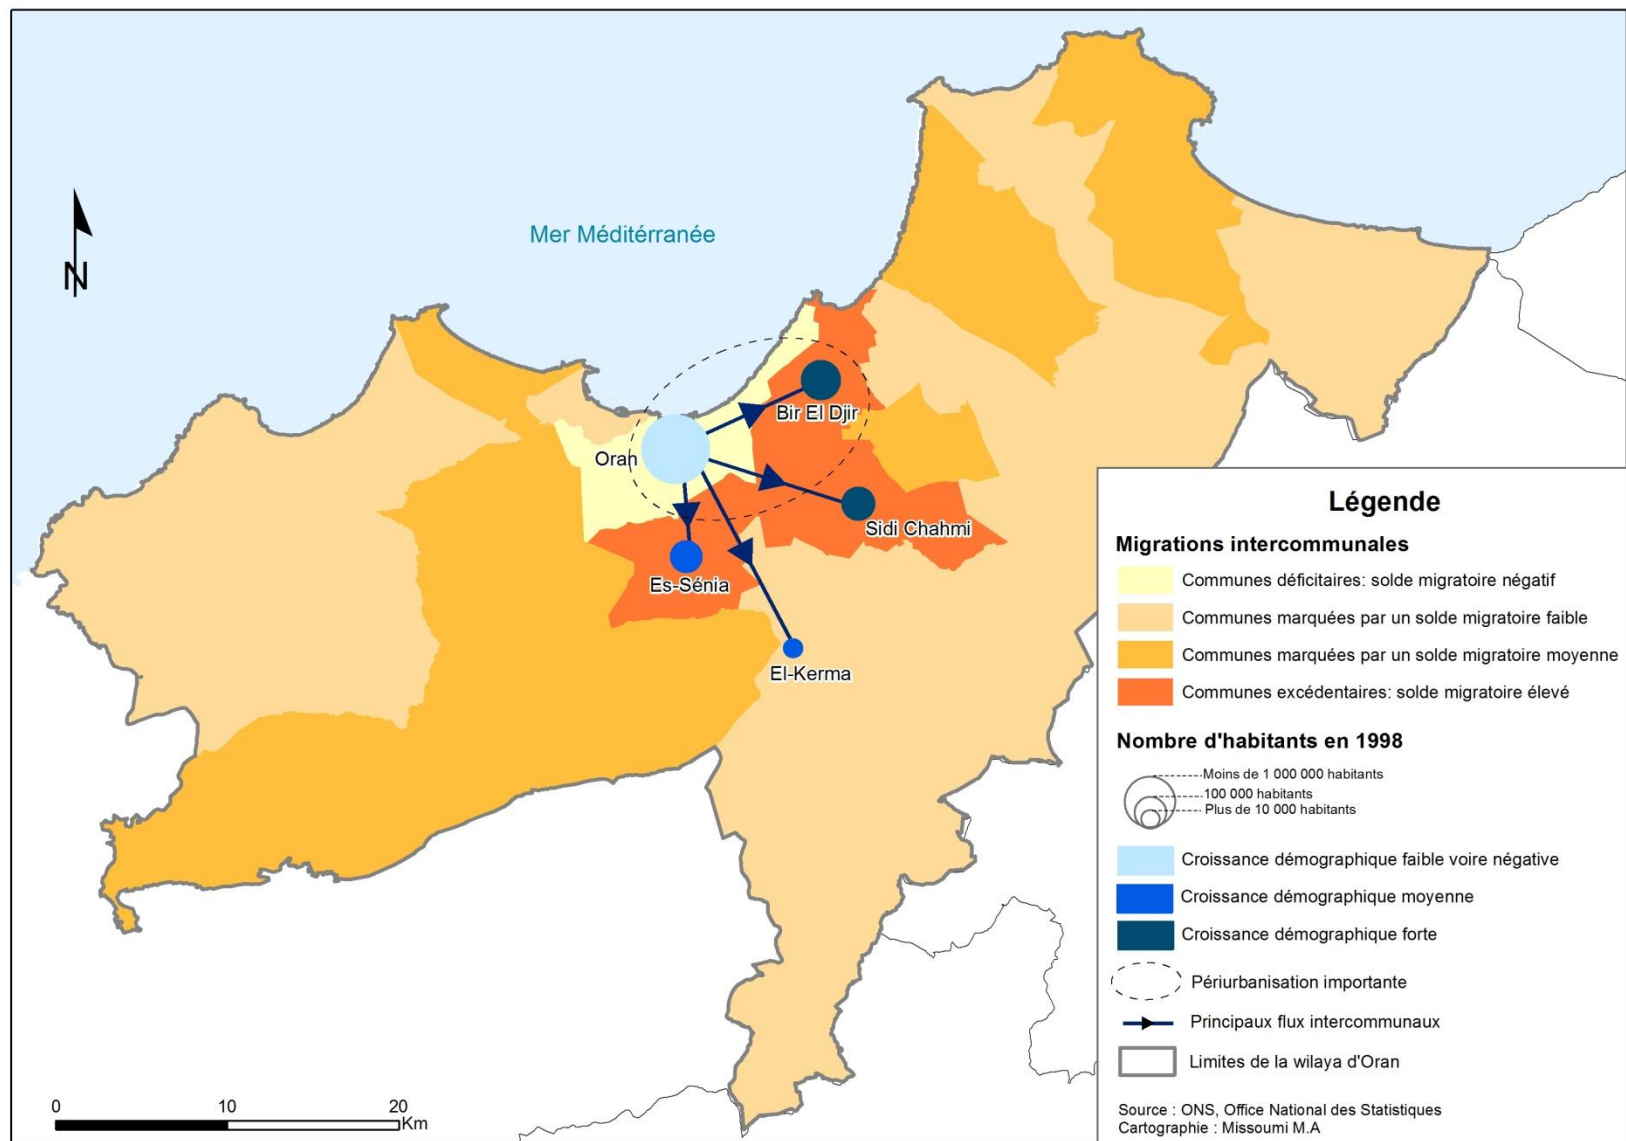 N
Mer Méditérranée
Bir El Djir
Oran
Sidi Chahmi
Es-Sénia
El-Kerma
0 10 20
Km
Légende
Migrations intercommunales
Communes déficitaires: solde migratoire négatif
Communes marquées par un solde migratoire faible
Communes marquées par un solde migratoire moyenne
Communes excédentaires: solde migratoire élevé
Nombre d'habitants en 1998
Moins de 1 000 000 habitants
100 000 habitants
Plus de 10 000 habitants
Croissance démographique faible voire négative
Croissance démographique moyenne
Croissance démographique forte
Périurbanisation importante
Principaux flux intercommunaux
Limites de la wilaya d'Oran
Source : ONS, Office National des Statistiques
Cartographie : Missoumi M.A